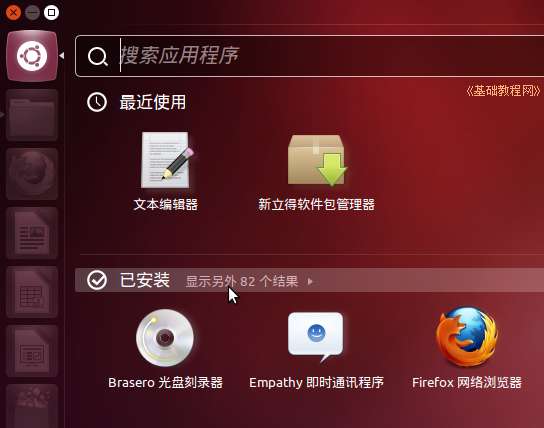 搜索应用程序
《基础教程网》
最近使用
文本编辑器
新立得软件包管理器
已安装 显示另外 82 个结果
Brasero 光盘刻录器
Empathy 即时通讯程序
Firefox 网络浏览器